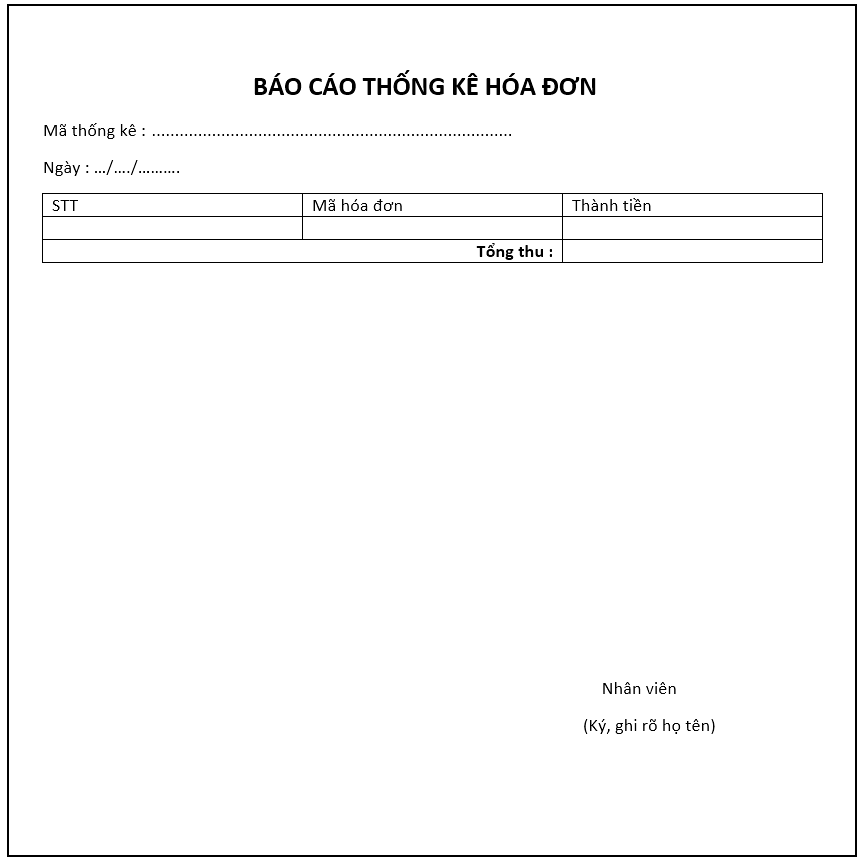 BÁO CÁO THỐNG KÊ HÓA ĐƠN
Mã thống kê : ..............................................................................
Ngày : .../..../..........
STT Mã hóa đơn Thành tiền
Tổng thu :
Nhân viên
(Ký, ghi rõ họ tên)